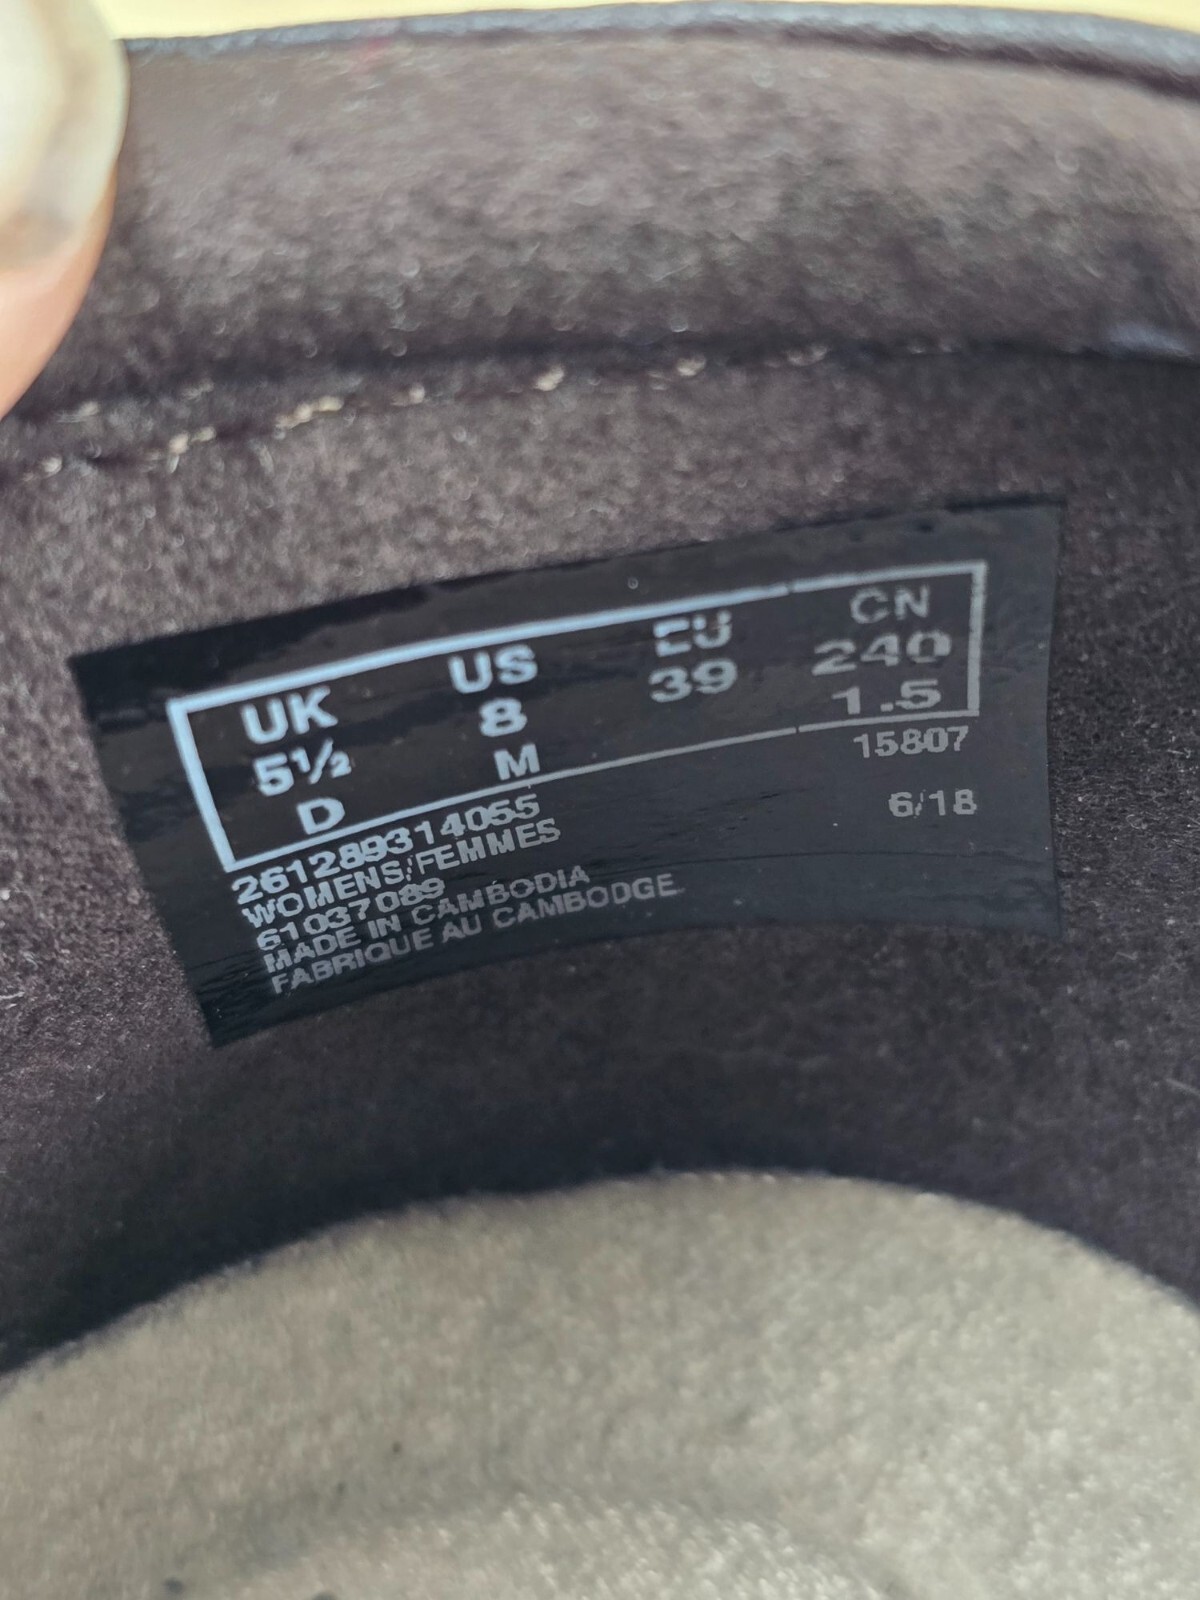 UK US EU CN
5½ 8 39 240
D M 1.5
261289314055 15807
WOMENS/FEMMES 6/18
61037089
MADE IN CAMBODIA
FABRIQUE AU CAMBODGE